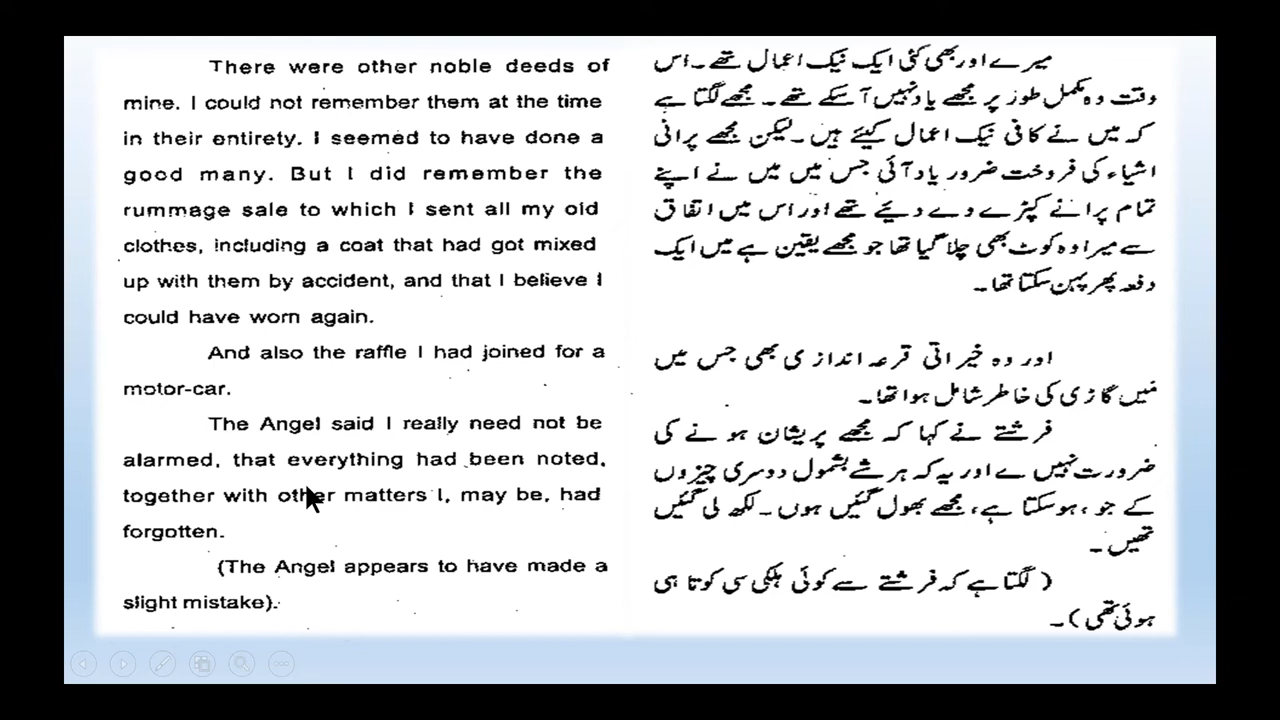 There were other noble deeds of
mine. I could not remember them at the time
in their entirety. I seemed to have done a
good many. But I did remember the
rummage sale to which I sent all my old
clothes, including a coat that had got mixed
up with them by accident, and that I believe I
could have worn again.
And also the raffle I had joined for a
motor-car.
The Angel said I really need not be
alarmed, that everything had been noted,
together with other matters I, may be, had
forgotten.
(The Angel appears to have made a
slight mistake).
میرے اور بھی کئی ایک نیک اعمال تھے۔ اس
وقت وہ مکمل طور پر مجھے یاد نہیں آ سکے تھے۔ مجھے لگتا ہے
کہ میں نے کافی نیک اعمال کیئے ہیں۔ لیکن مجھے پرانی
اشیاء کی فروخت ضرور یاد آئی جس میں میں نے اپنے
تمام پرانے کپڑے دے دیئے تھے اور اس میں اتفاق
سے میرا وہ کوٹ بھی چلا گیا تھا جو مجھے یقین ہے میں ایک
دفعہ پھر پہن سکتا تھا۔
اور وہ خیراتی قرعہ اندازی بھی جس میں
میں گاڑی کی خاطر شامل ہوا تھا۔
فرشتے نے کہا کہ مجھے پریشان ہونے کی
ضرورت نہیں ے اور یہ کہ ہر شے بشمول دوسری چیزوں
کے جو، ہو سکتا ہے، مجھے بھول گئیں ہوں۔ لکھ لی گئیں
تھیں۔
( لگتا ہے کہ فرشتے سے کوئی ہلکی سی کوتا ہی
ہوئی تھی )۔